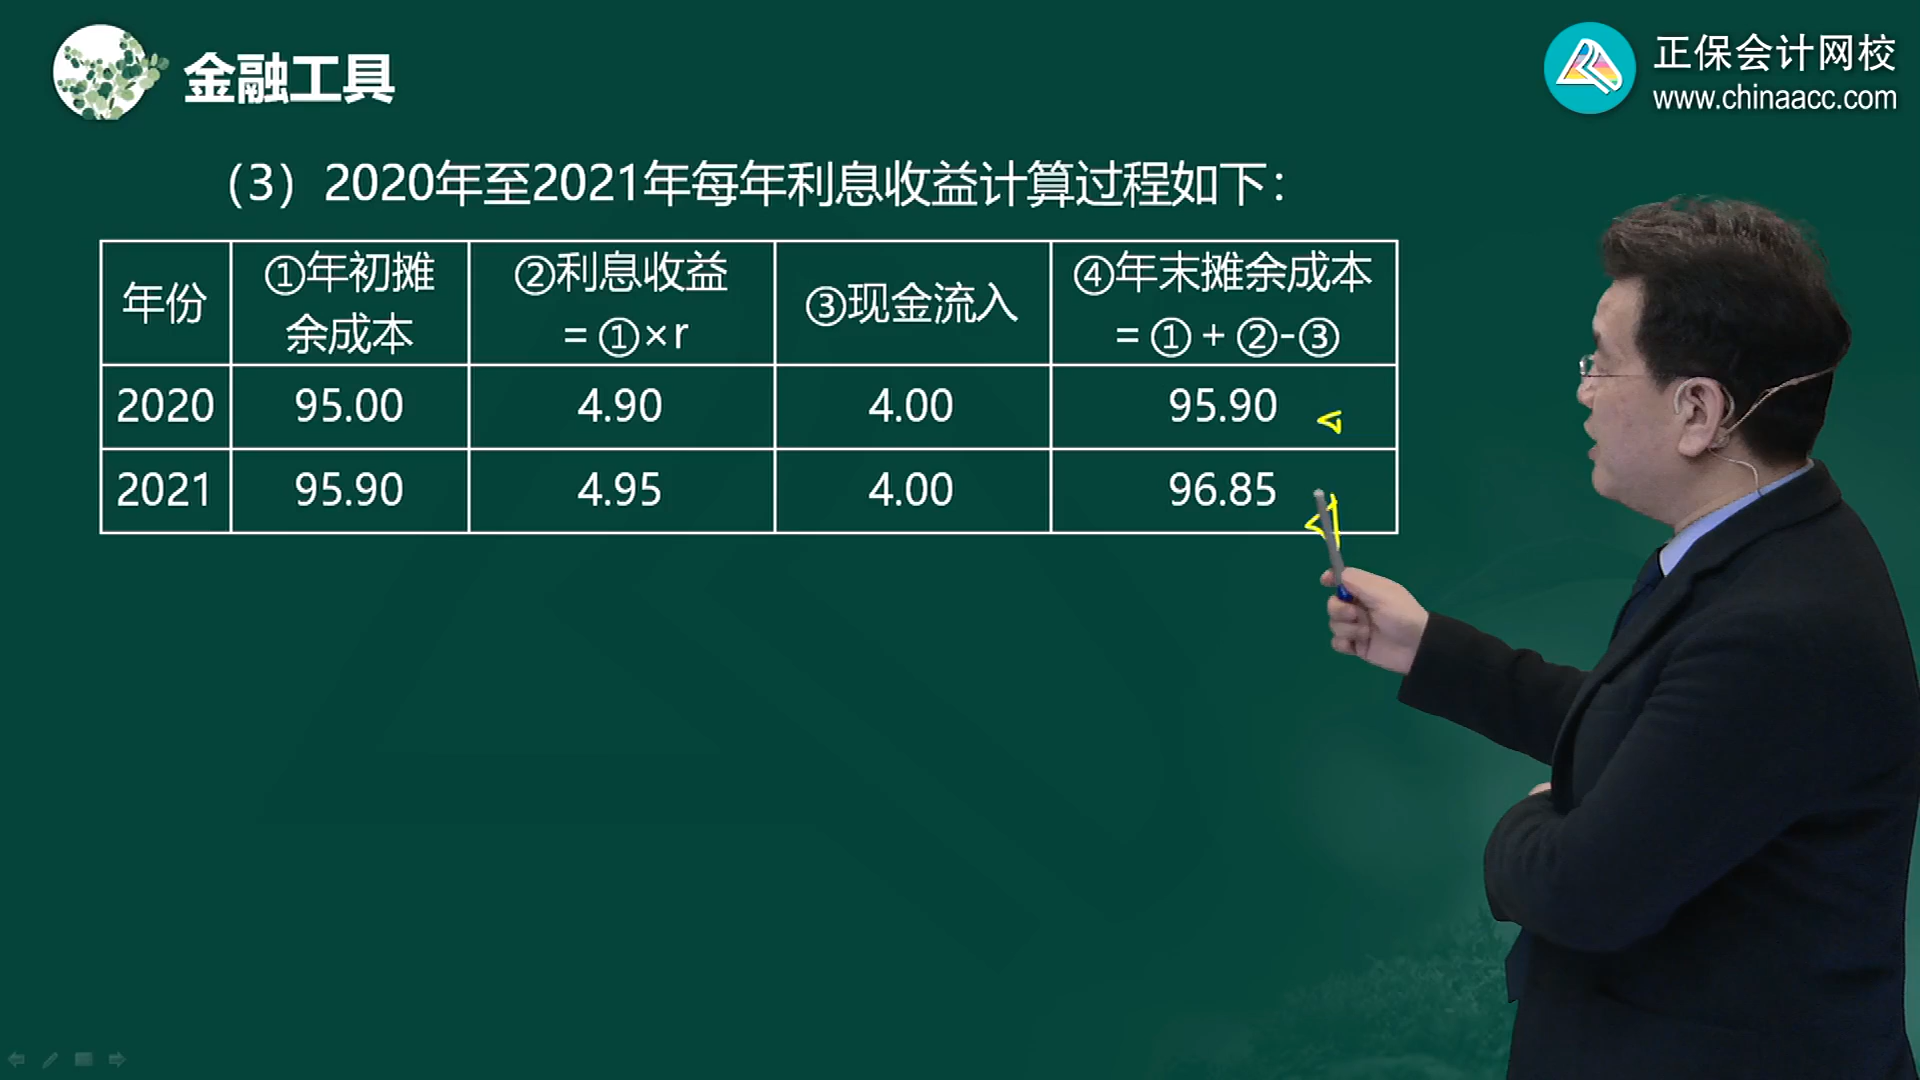 金融工具
正保会计网校
www.chinaacc.com
（3）2020年至2021年每年利息收益计算过程如下：
年份 ①年初摊余成本 ②利息收益=①×r ③现金流入 ④年末摊余成本=①+②-③
2020 95.00 4.90 4.00 95.90
2021 95.90 4.95 4.00 96.85